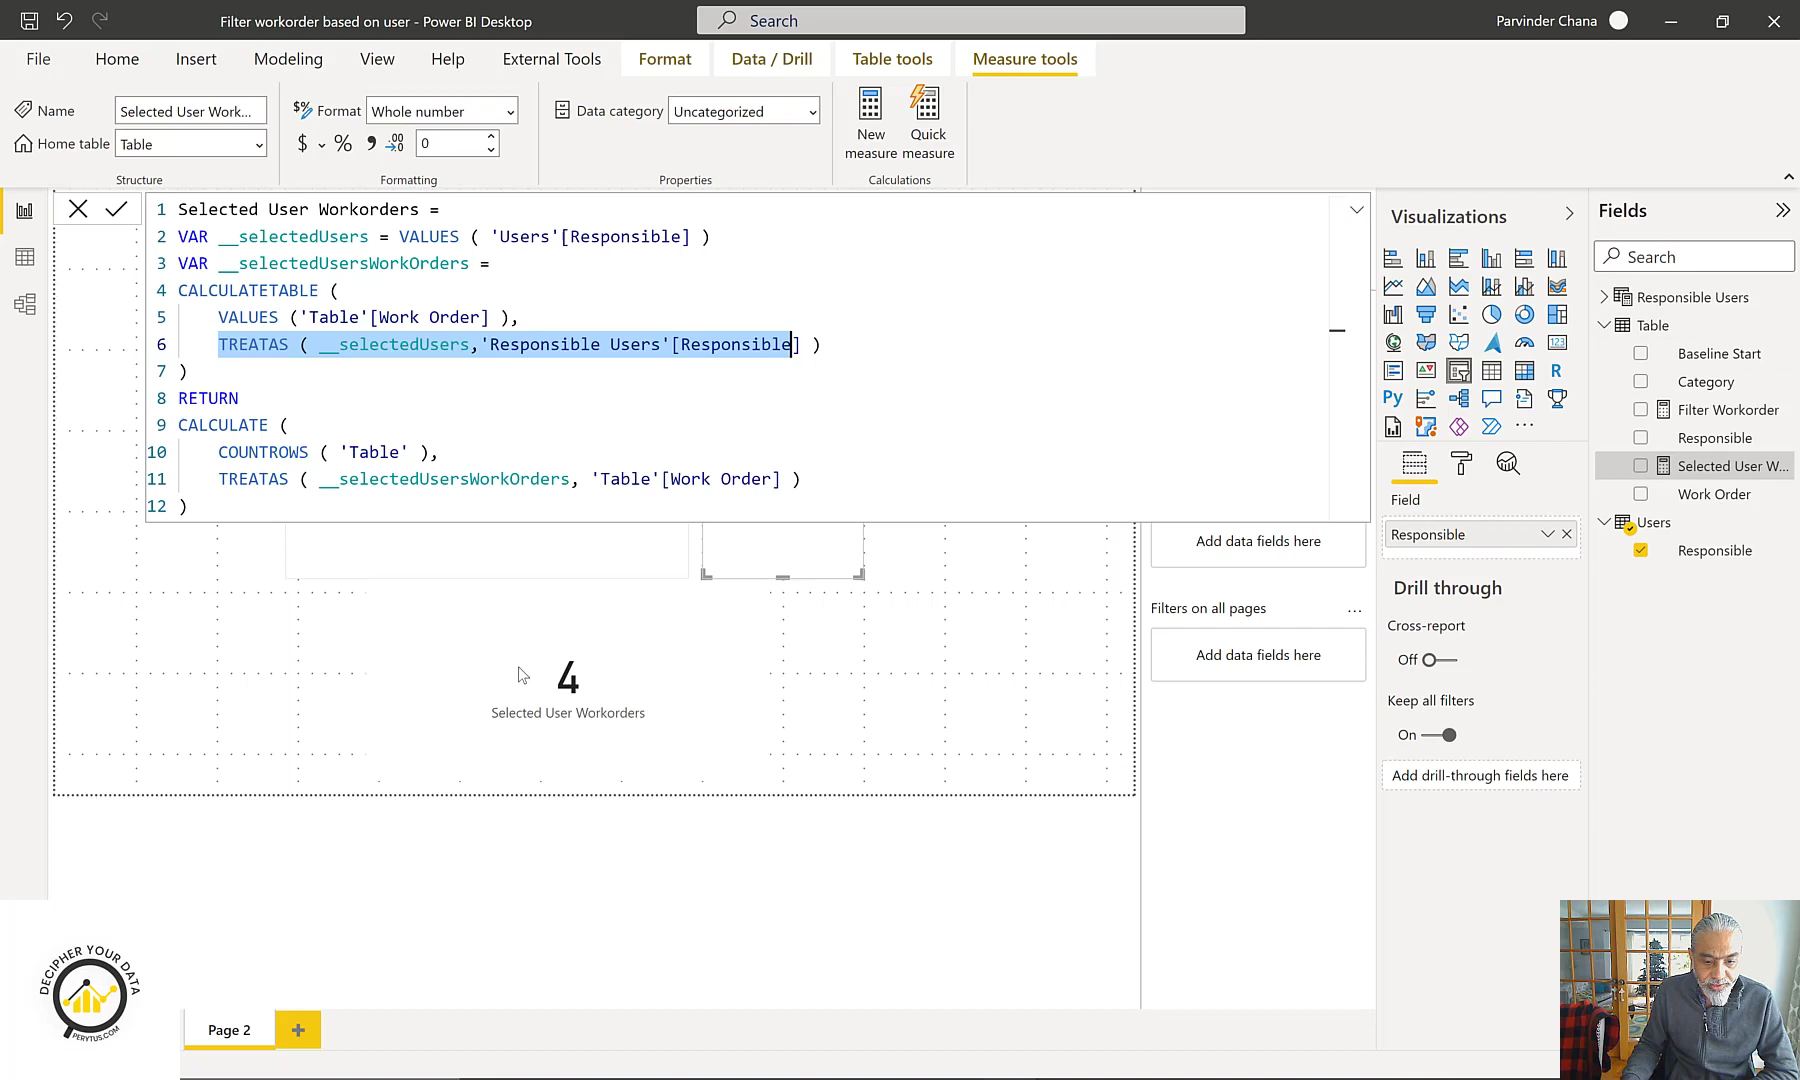 Filter workorder based on user - Power BI Desktop
Search
Parvinder Chana
File
Home
Insert
Modeling
View
Help
External Tools
Format
Data / Drill
Table tools
Measure tools
Name
Selected User Work...
Home table
Table
Structure
Format
Whole number
$
%
0
Formatting
Data category
Uncategorized
Properties
New measure
Quick measure
Calculations
1 Selected User Workorders =
2 VAR __selectedUsers = VALUES ( 'Users'[Responsible] )
3 VAR __selectedUsersWorkOrders =
4 CALCULATETABLE (
5 VALUES ('Table'[Work Order] ),
6 TREATAS ( __selectedUsers,'Responsible Users'[Responsible] )
7 )
8 RETURN
9 CALCULATE (
10 COUNTROWS ( 'Table' ),
11 TREATAS ( __selectedUsersWorkOrders, 'Table'[Work Order] )
12 )
4
Selected User Workorders
Add data fields here
Filters on all pages
...
Add data fields here
Visualizations
Field
Responsible
Drill through
Cross-report
Off
Keep all filters
On
Add drill-through fields here
Fields
Search
Responsible Users
Table
Baseline Start
Category
Filter Workorder
Responsible
Selected User W...
Work Order
Users
Responsible
DECIPHER YOUR DATA
PERYTUS.COM
Page 2
+